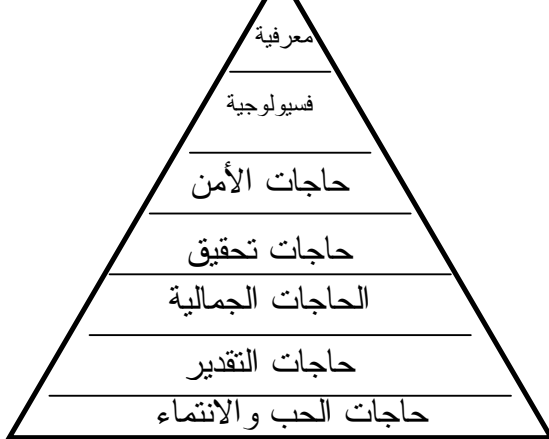 معرفية
فسيولوجية
حاجات الأمن
حاجات تحقيق
الحاجات الجمالية
حاجات التقدير
حاجات الحب والانتماء